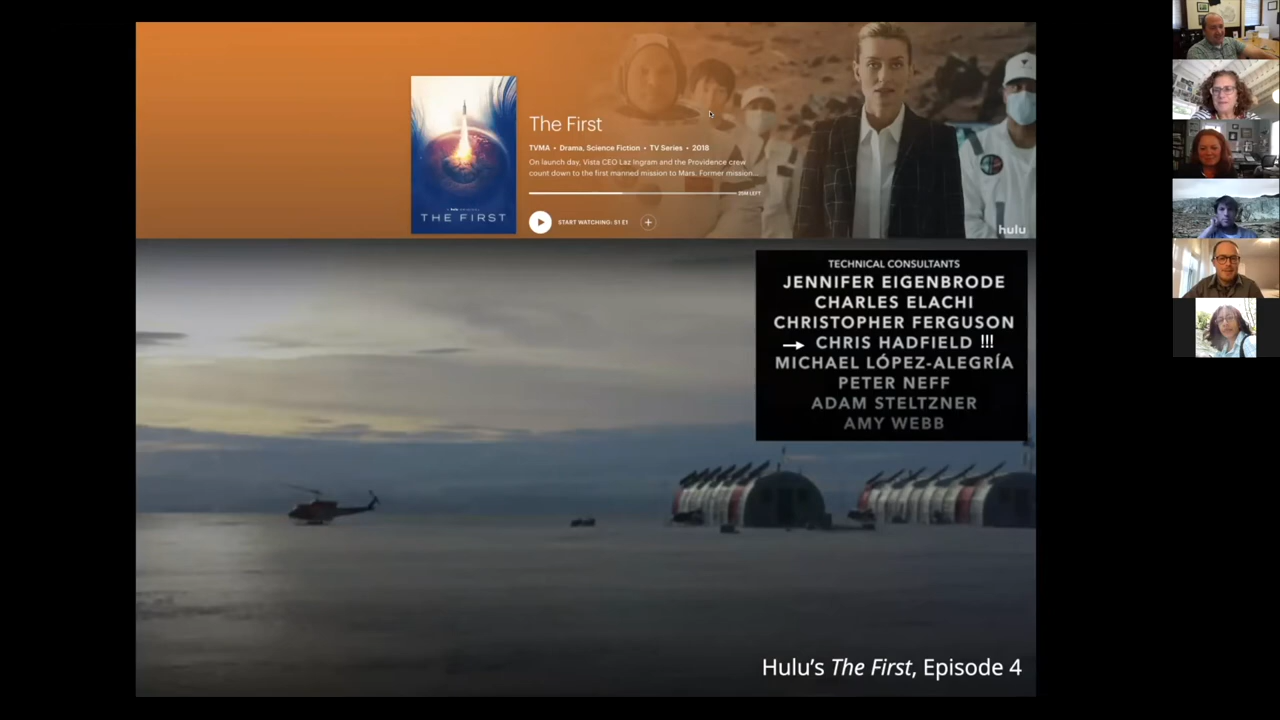 The First
TVMA • Drama, Science Fiction • TV Series • 2018
On launch day, Vista CEO Laz Ingram and the Providence crew
count down to the first manned mission to Mars. Former mission...
25M LEFT
START WATCHING: S1 E1
THE FIRST
hulu
TECHNICAL CONSULTANTS
JENNIFER EIGENBRODE
CHARLES ELACHI
CHRISTOPHER FERGUSON
→ CHRIS HADFIELD !!!
MICHAEL LÓPEZ-ALEGRÍA
PETER NEFF
ADAM STELTZNER
AMY WEBB
Hulu's The First, Episode 4